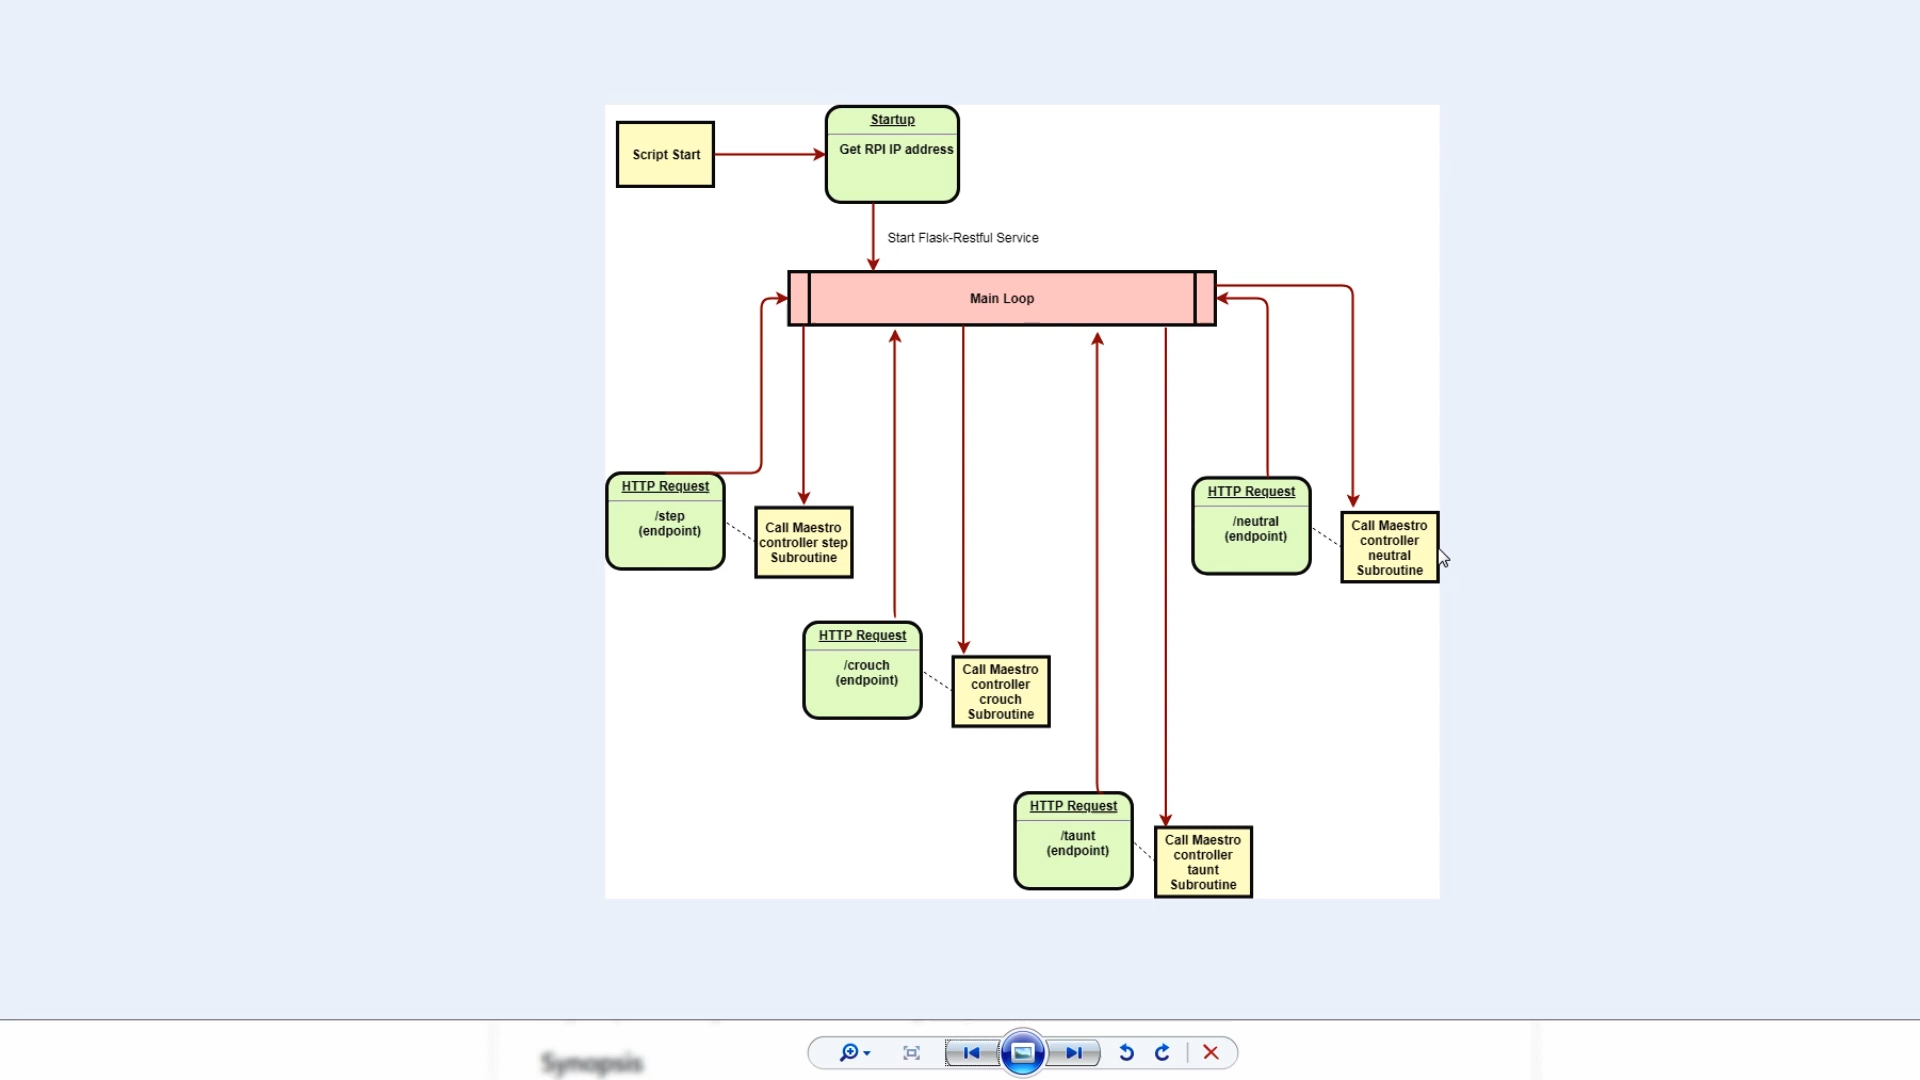 Startup
Script Start
Get RPI IP address
Start Flask-Restful Service
Main Loop
HTTP Request
/step
(endpoint)
Call Maestro
controller step
Subroutine
HTTP Request
/neutral
(endpoint)
Call Maestro
controller
neutral
Subroutine
HTTP Request
/crouch
(endpoint)
Call Maestro
controller
crouch
Subroutine
HTTP Request
/taunt
(endpoint)
Call Maestro
controller
taunt
Subroutine
Synopsis